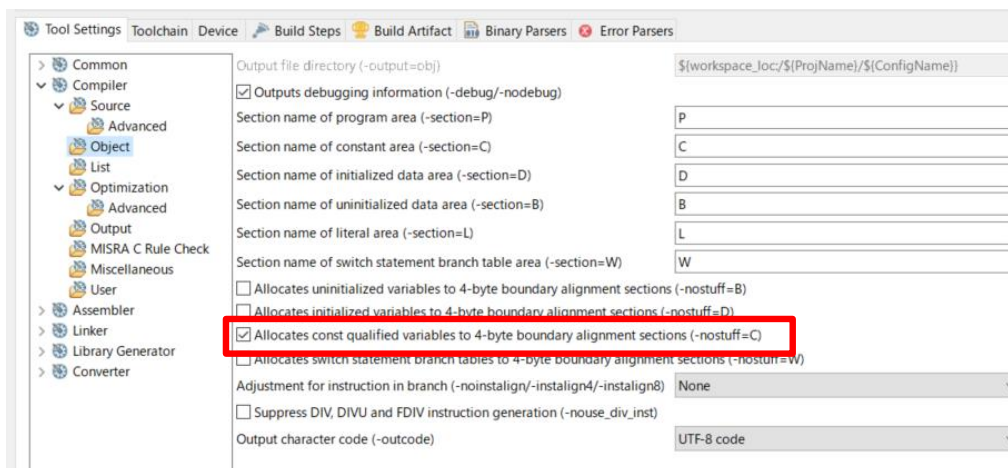 Tool Settings Toolchain Device Build Steps Build Artifact Binary Parsers Error Parsers
Common
Compiler
Source
Advanced
Object
List
Optimization
Advanced
Output
MISRA C Rule Check
Miscellaneous
User
Assembler
Linker
Library Generator
Converter
Output file directory (-output=obj) ${workspace_loc:/${ProjName}/${ConfigName}}
Outputs debugging information (-debug/-nodebug)
Section name of program area (-section=P) P
Section name of constant area (-section=C) C
Section name of initialized data area (-section=D) D
Section name of uninitialized data area (-section=B) B
Section name of literal area (-section=L) L
Section name of switch statement branch table area (-section=W) W
Allocates uninitialized variables to 4-byte boundary alignment sections (-nostuff=B)
Allocates initialized variables to 4-byte boundary alignment sections (-nostuff=D)
Allocates const qualified variables to 4-byte boundary alignment sections (-nostuff=C)
Allocates switch statement branch tables to 4-byte boundary alignment sections (-nostuff=W)
Adjustment for instruction in branch (-noinstalign/-instalign4/-instalign8) None
Suppress DIV, DIVU and FDIV instruction generation (-nouse_div_inst)
Output character code (-outcode) UTF-8 code